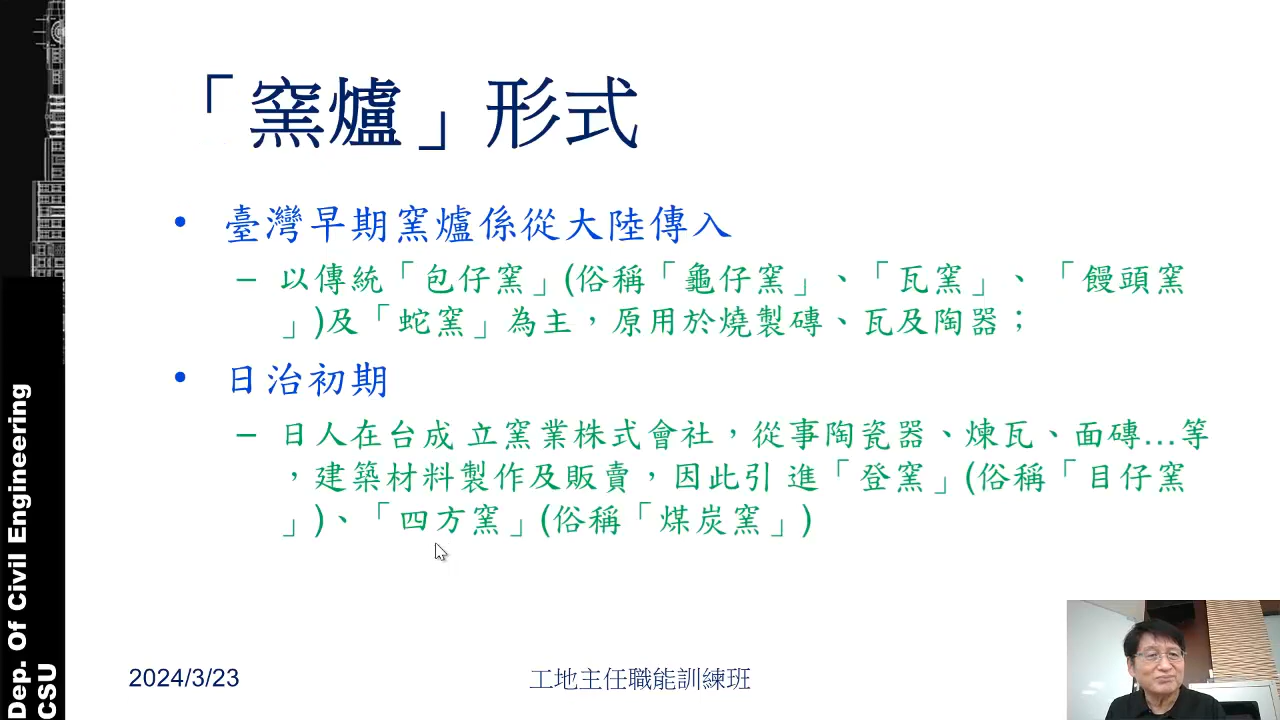 「窯爐」形式
• 臺灣早期窯爐係從大陸傳入
– 以傳統「包仔窯」(俗稱「龜仔窯」、「瓦窯」、「饅頭窯
」)及「蛇窯」為主，原用於燒製磚、瓦及陶器；
• 日治初期
– 日人在台成 立窯業株式會社，從事陶瓷器、煉瓦、面磚…等
，建築材料製作及販賣，因此引 進「登窯」(俗稱「目仔窯
」)、「四方窯」(俗稱「煤炭窯」)
2024/3/23
工地主任職能訓練班
Dep. Of Civil Engineering
CSU